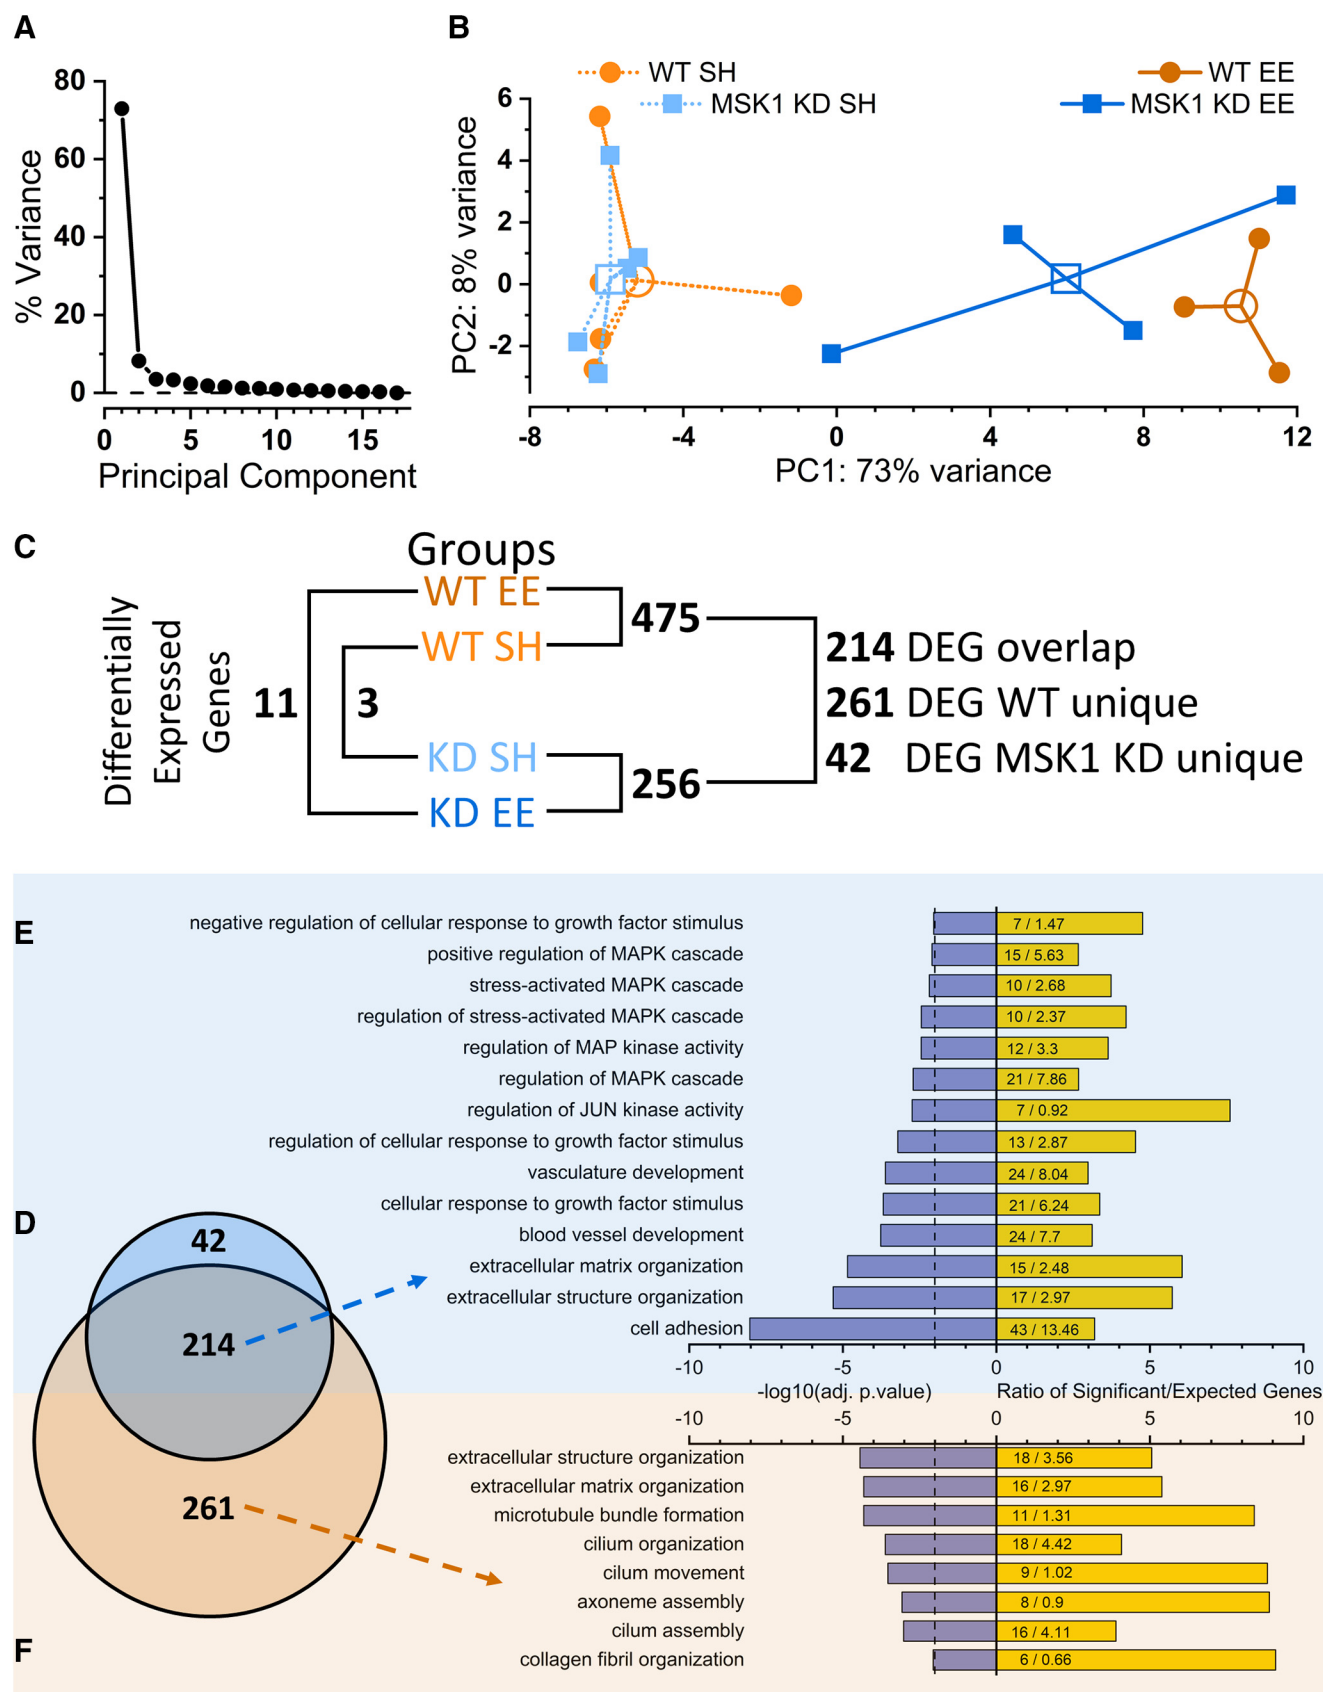 A
B
80
60
40
20
0
% Variance
0
5
10
15
Principal Component
WT SH
MSK1 KD SH
WT EE
MSK1 KD EE
6
4
2
0
-2
PC2: 8% variance
-8
-4
0
4
8
12
PC1: 73% variance
C
Differentially
Expressed
Genes
Groups
WT EE
WT SH
KD SH
KD EE
11
3
475
256
214 DEG overlap
261 DEG WT unique
42 DEG MSK1 KD unique
E
negative regulation of cellular response to growth factor stimulus 7 / 1.47
positive regulation of MAPK cascade 15 / 5.63
stress-activated MAPK cascade 10 / 2.68
regulation of stress-activated MAPK cascade 10 / 2.37
regulation of MAP kinase activity 12 / 3.3
regulation of MAPK cascade 21 / 7.86
regulation of JUN kinase activity 7 / 0.92
regulation of cellular response to growth factor stimulus 13 / 2.87
vasculature development 24 / 8.04
cellular response to growth factor stimulus 21 / 6.24
blood vessel development 24 / 7.7
extracellular matrix organization 15 / 2.48
extracellular structure organization 17 / 2.97
cell adhesion 43 / 13.46
-10 -5 0 5 10
-log10(adj. p.value) Ratio of Significant/Expected Genes
D
42
214
261
-10 -5 0 5 10
extracellular structure organization 18 / 3.56
extracellular matrix organization 16 / 2.97
microtubule bundle formation 11 / 1.31
cilium organization 18 / 4.42
cilum movement 9 / 1.02
axoneme assembly 8 / 0.9
cilum assembly 16 / 4.11
collagen fibril organization 6 / 0.66
F